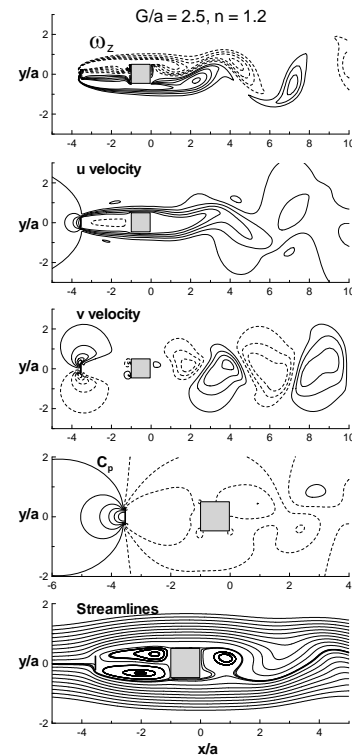 G/a = 2.5, n = 1.2
ω_z
y/a
2
0
-2
-4 -2 0 2 4 6 8 10
u velocity
y/a
2
0
-2
-4 -2 0 2 4 6 8 10
v velocity
y/a
2
0
-2
-4 -2 0 2 4 6 8 10
C_p
y/a
2
0
-2
-6 -4 -2 0 2 4
Streamlines
y/a
2
0
-2
-4 -2 0 2 4
x/a